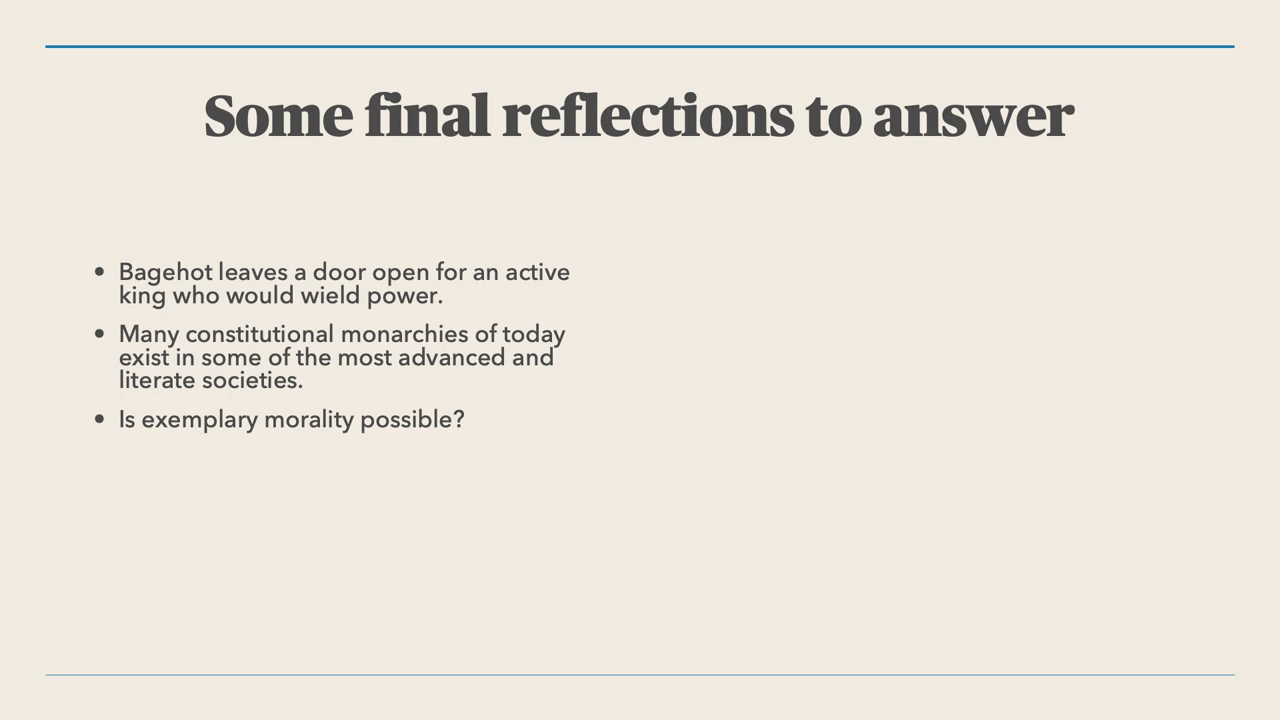 Some final reflections to answer
• Bagehot leaves a door open for an active
king who would wield power.
• Many constitutional monarchies of today
exist in some of the most advanced and
literate societies.
• Is exemplary morality possible?